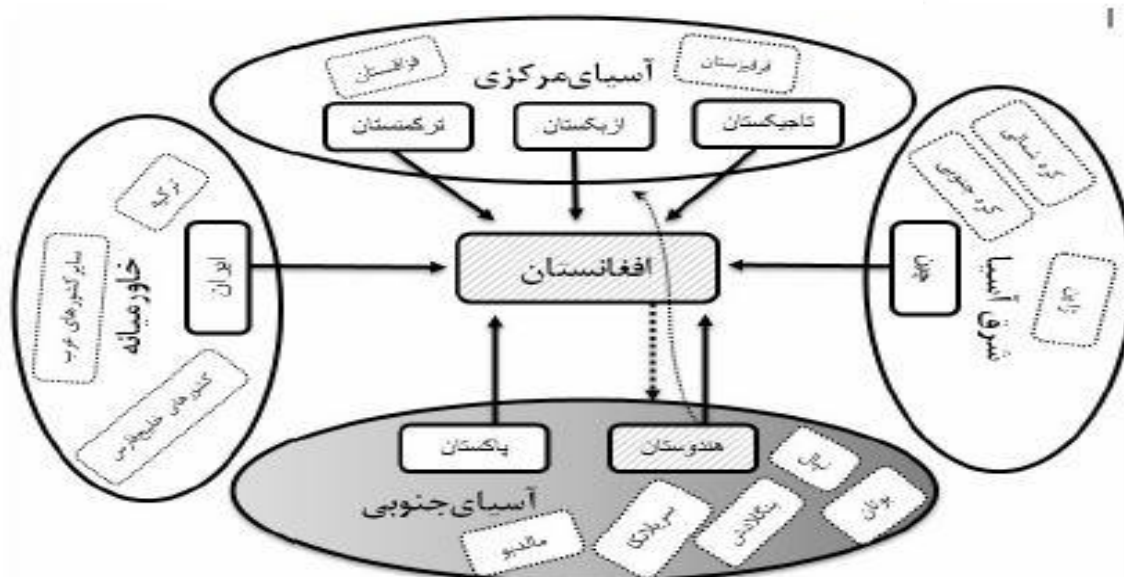 آسیای مرکزی
قزاقستان
قرقیزستان
ترکمنستان
ازبکستان
تاجیکستان
خاورمیانه
ترکیه
ایران
سایر کشورهای عرب
کشورهای خلیج‌فارس
افغانستان
شرق آسیا
کره شمالی
کره جنوبی
چین
ژاپن
آسیای جنوبی
پاکستان
هندوستان
نپال
بوتان
بنگلادش
سریلانکا
مالدیو